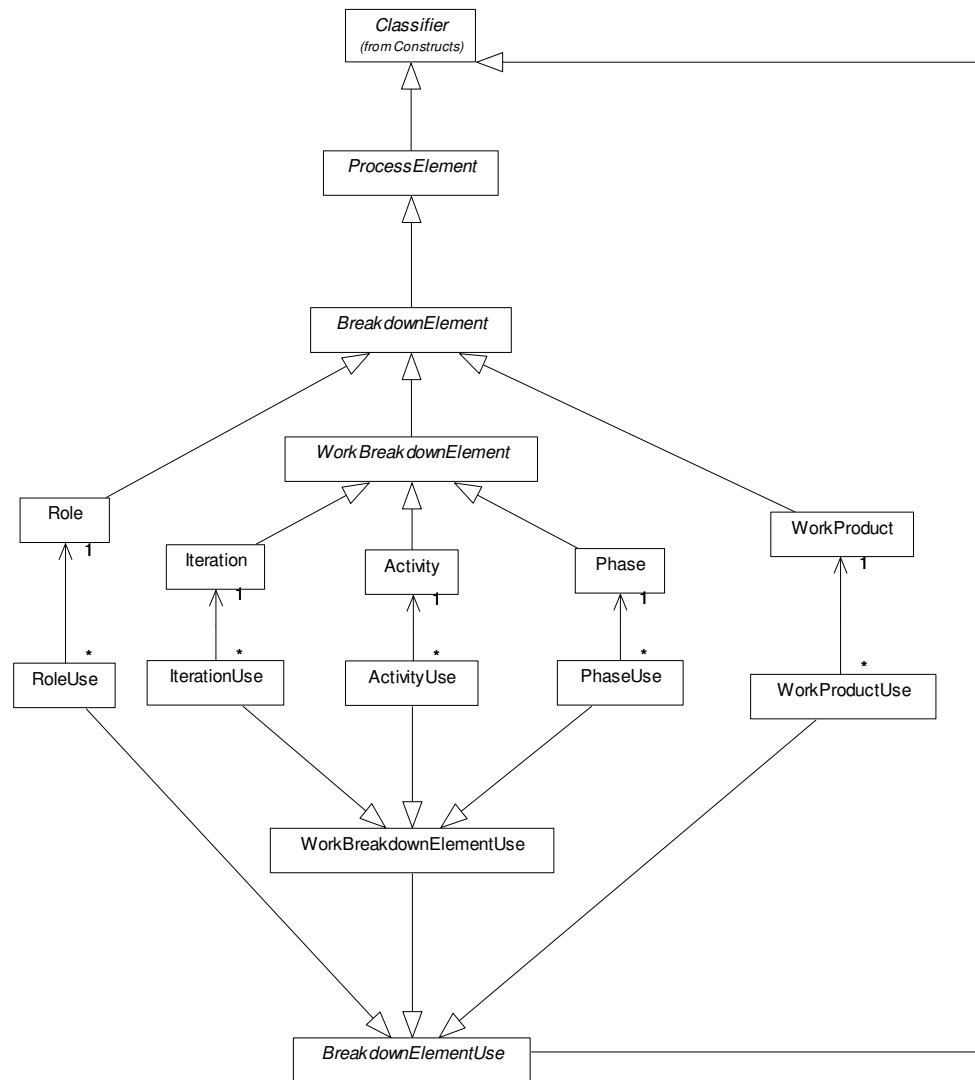 Classifier
(from Constructs)
ProcessElement
BreakdownElement
WorkBreakdownElement
Role
1
Iteration
1
Activity
1
Phase
1
WorkProduct
1
*
RoleUse
*
IterationUse
*
ActivityUse
*
PhaseUse
*
WorkProductUse
WorkBreakdownElementUse
BreakdownElementUse